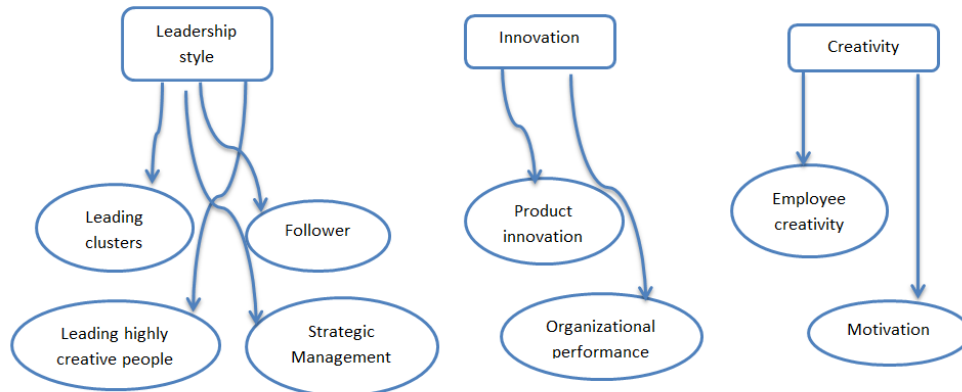 Leadership
style
Innovation
Creativity
Leading
clusters
Follower
Product
innovation
Employee
creativity
Leading highly
creative people
Strategic
Management
Organizational
performance
Motivation